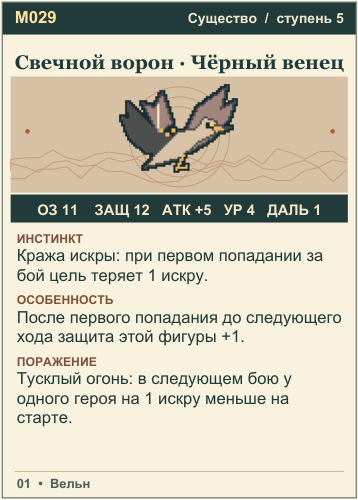 M029
Существо / ступень 5
Свечной ворон · Чёрный венец
ОЗ 11 ЗАЩ 12 АТК +5 УР 4 ДАЛЬ 1
ИНСТИНКТ
Кража искры: при первом попадании за
бой цель теряет 1 искру.
ОСОБЕННОСТЬ
После первого попадания до следующего
хода защита этой фигуры +1.
ПОРАЖЕНИЕ
Тусклый огонь: в следующем бою у
одного героя на 1 искру меньше на
старте.
01 • Вельн